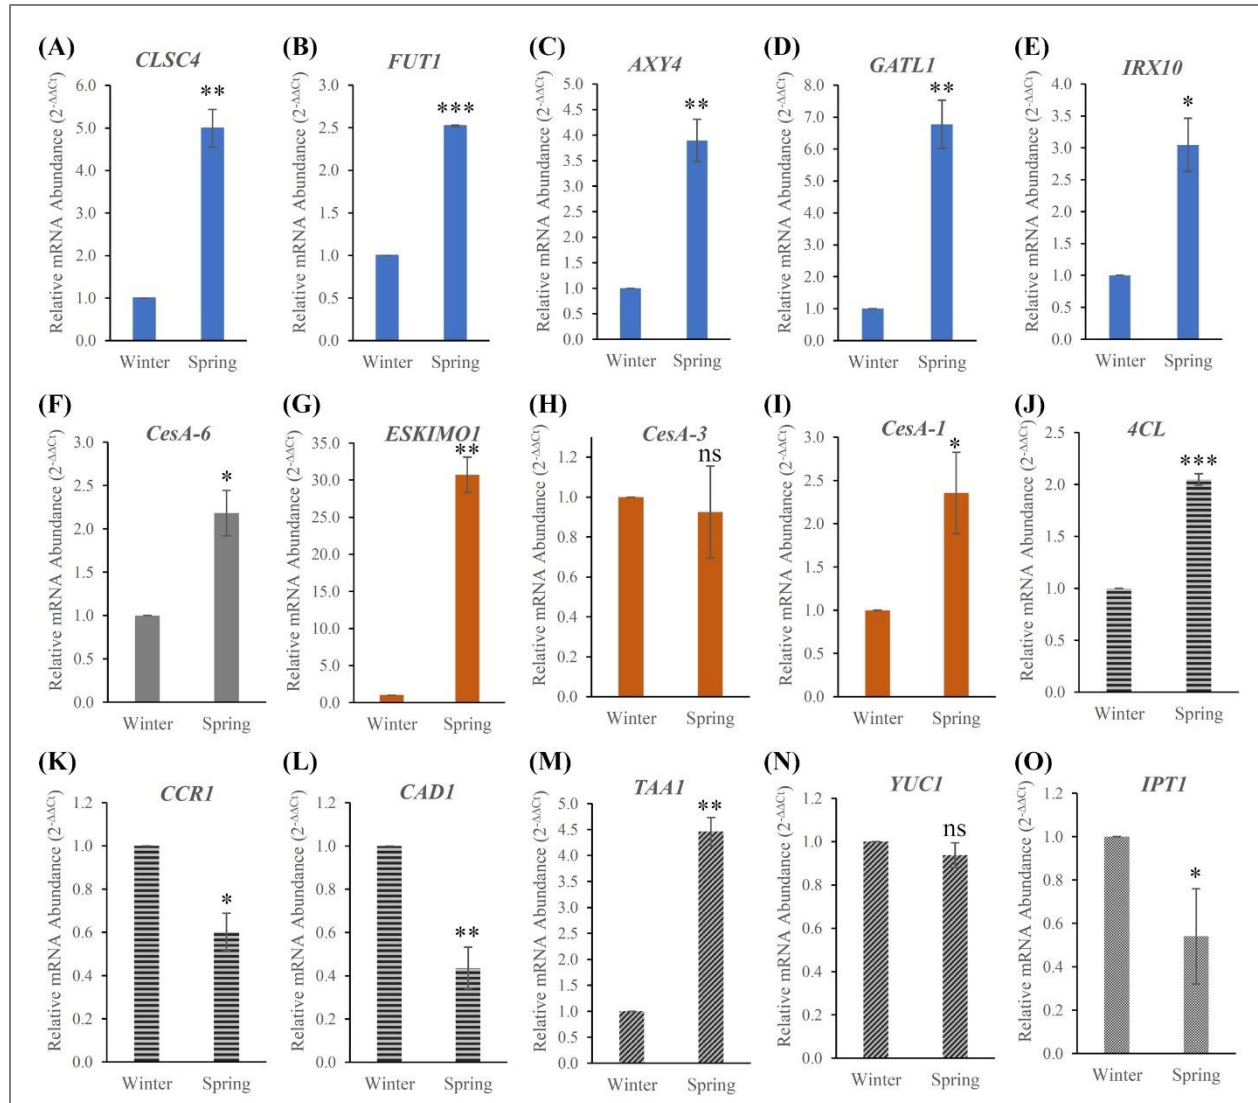 (A)
CLSC4
Relative mRNA Abundance (2-ΔΔCt)
6.0
5.0
4.0
3.0
2.0
1.0
0.0
**
Winter Spring
(B)
FUT1
Relative mRNA Abundance (2-ΔΔCt)
3.0
2.5
2.0
1.5
1.0
0.5
0.0
***
Winter Spring
(C)
AXY4
Relative mRNA Abundance (2-ΔΔCt)
5.0
4.5
4.0
3.5
3.0
2.5
2.0
1.5
1.0
0.5
0.0
**
Winter Spring
(D)
GATL1
Relative mRNA Abundance (2-ΔΔCt)
8.0
7.0
6.0
5.0
4.0
3.0
2.0
1.0
0.0
**
Winter Spring
(E)
IRX10
Relative mRNA Abundance (2-ΔΔCt)
4.0
3.5
3.0
2.5
2.0
1.5
1.0
0.5
0.0
*
Winter Spring
(F)
CesA-6
Relative mRNA Abundance (2-ΔΔCt)
3.0
2.5
2.0
1.5
1.0
0.5
0.0
*
Winter Spring
(G)
ESKIMO1
Relative mRNA Abundance (2-ΔΔCt)
35.0
30.0
25.0
20.0
15.0
10.0
5.0
0.0
**
Winter Spring
(H)
CesA-3
Relative mRNA Abundance (2-ΔΔCt)
1.2
1.0
0.8
0.6
0.4
0.2
0.0
ns
Winter Spring
(I)
CesA-1
Relative mRNA Abundance (2-ΔΔCt)
3.0
2.5
2.0
1.5
1.0
0.5
0.0
*
Winter Spring
(J)
4CL
Relative mRNA Abundance (2-ΔΔCt)
2.5
2.0
1.5
1.0
0.5
0.0
***
Winter Spring
(K)
CCR1
Relative mRNA Abundance (2-ΔΔCt)
1.2
1.0
0.8
0.6
0.4
0.2
0.0
*
Winter Spring
(L)
CAD1
Relative mRNA Abundance (2-ΔΔCt)
1.2
1.0
0.8
0.6
0.4
0.2
0.0
**
Winter Spring
(M)
TAA1
Relative mRNA Abundance (2-ΔΔCt)
5.0
4.5
4.0
3.5
3.0
2.5
2.0
1.5
1.0
0.5
0.0
**
Winter Spring
(N)
YUC1
Relative mRNA Abundance (2-ΔΔCt)
1.2
1.0
0.8
0.6
0.4
0.2
0.0
ns
Winter Spring
(O)
IPT1
Relative mRNA Abundance (2-ΔΔCt)
1.2
1.0
0.8
0.6
0.4
0.2
0.0
*
Winter Spring